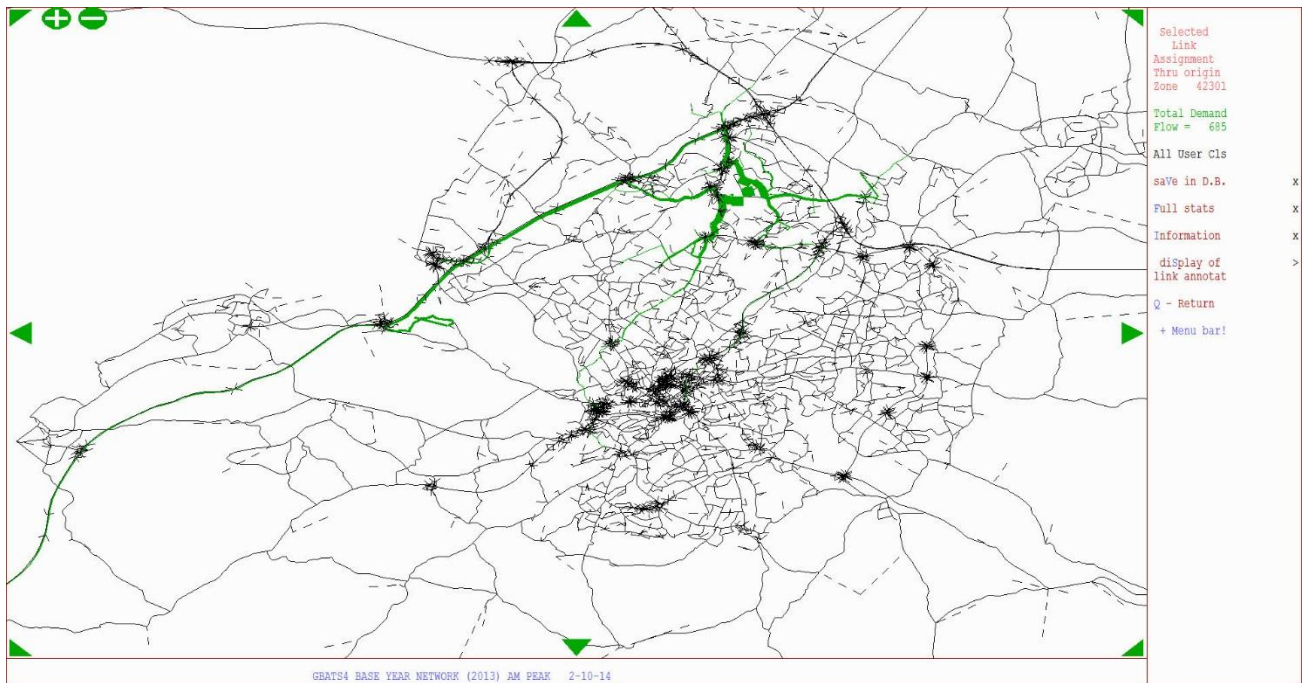 Selected
Link
Assignment
Thru origin
Zone 42301
Total Demand
Flow = 685
All User Cls
saVe in D.B. x
Full stats x
Information x
diSplay of >
link annotat
Q - Return
+ Menu bar!
GBATS4 BASE YEAR NETWORK (2013) AM PEAK 2-10-14